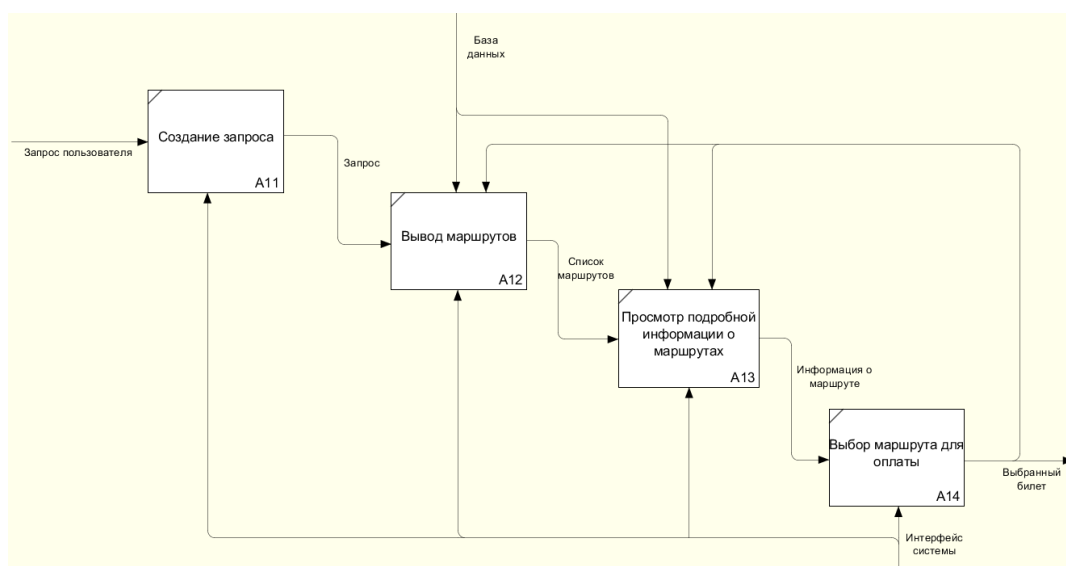 База
данных
Создание запроса
A11
Запрос пользователя
Запрос
Вывод маршрутов
A12
Список
маршрутов
Просмотр подробной
информации о
маршрутах
A13
Информация о
маршруте
Выбор маршрута для
оплаты
A14
Выбранный
билет
Интерфейс
системы